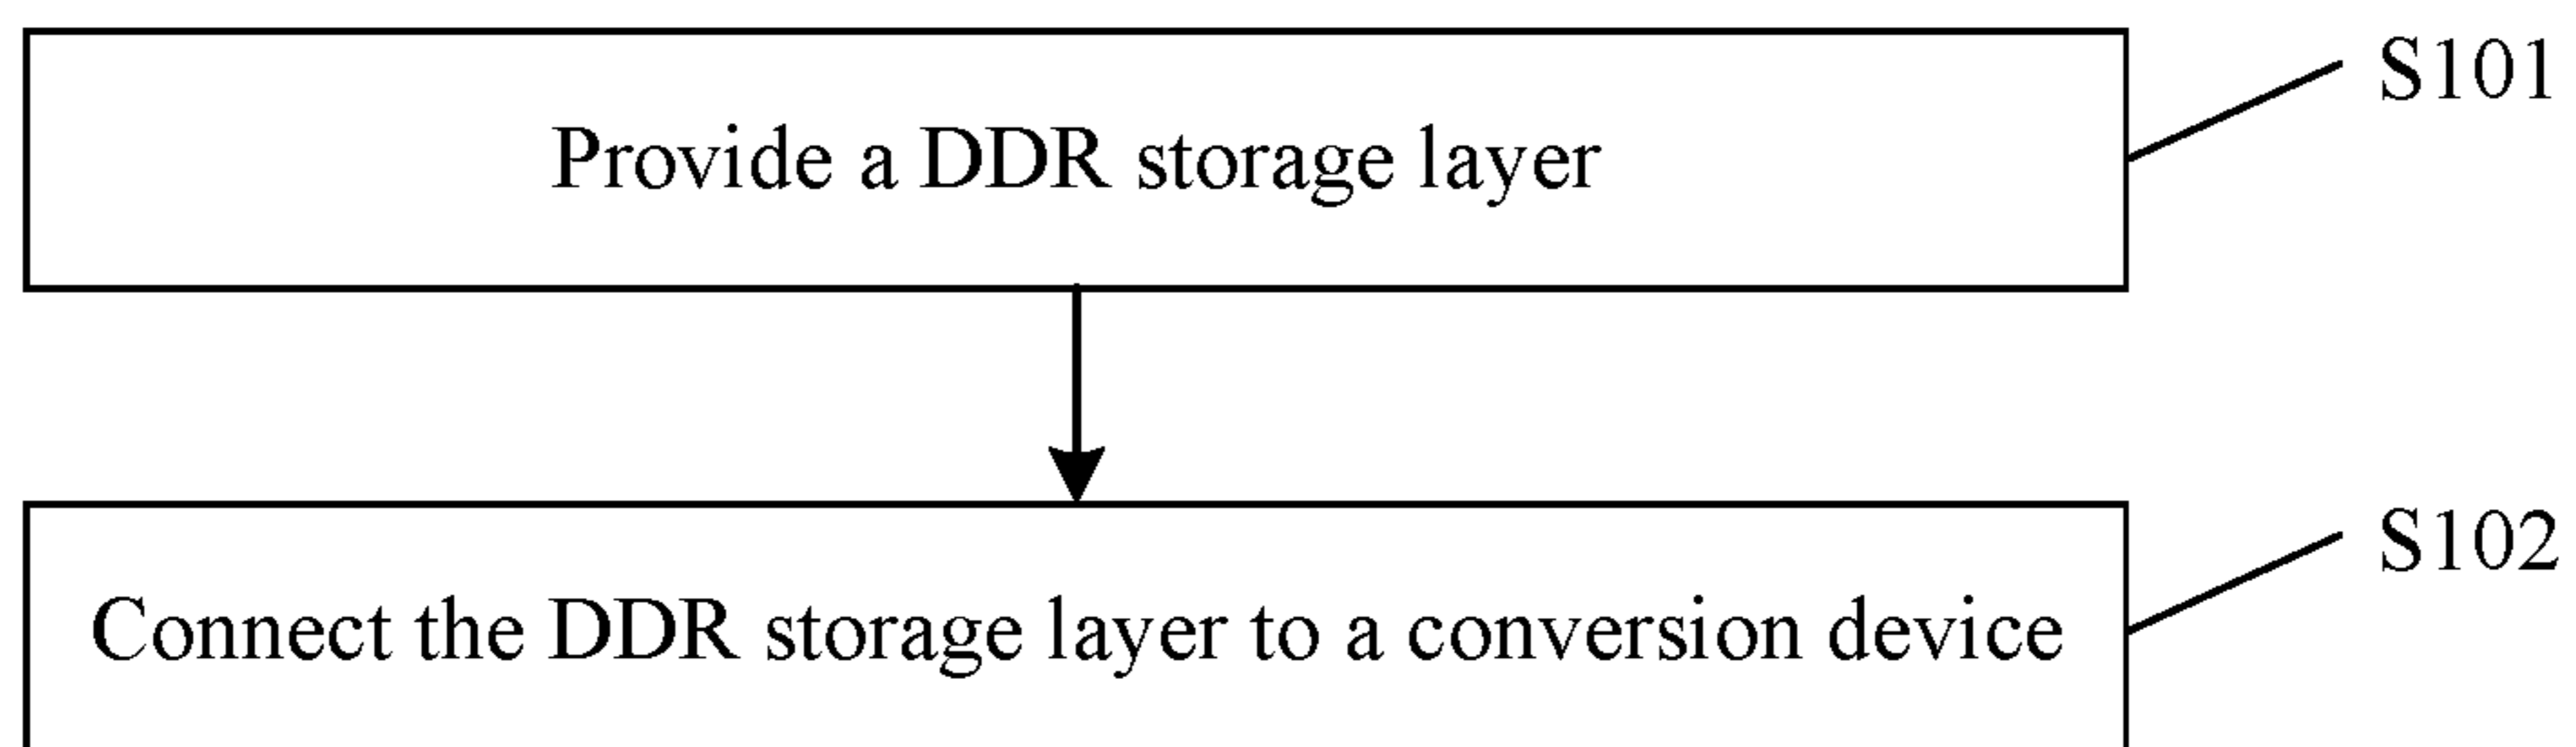 Provide a DDR storage layer
S101
Connect the DDR storage layer to a conversion device
S102